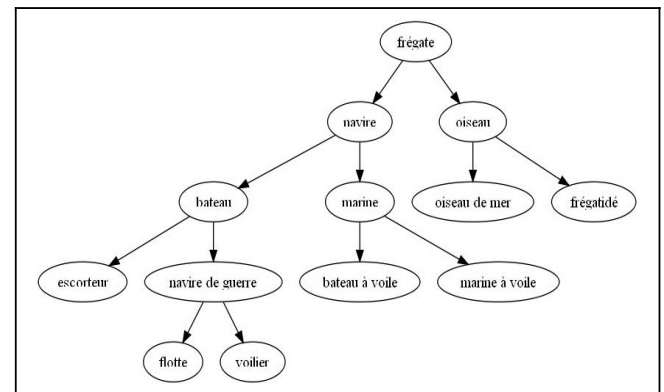 frégate
navire
oiseau
bateau
marine
oiseau de mer
frégatidé
escorteur
navire de guerre
bateau à voile
marine à voile
flotte
voilier